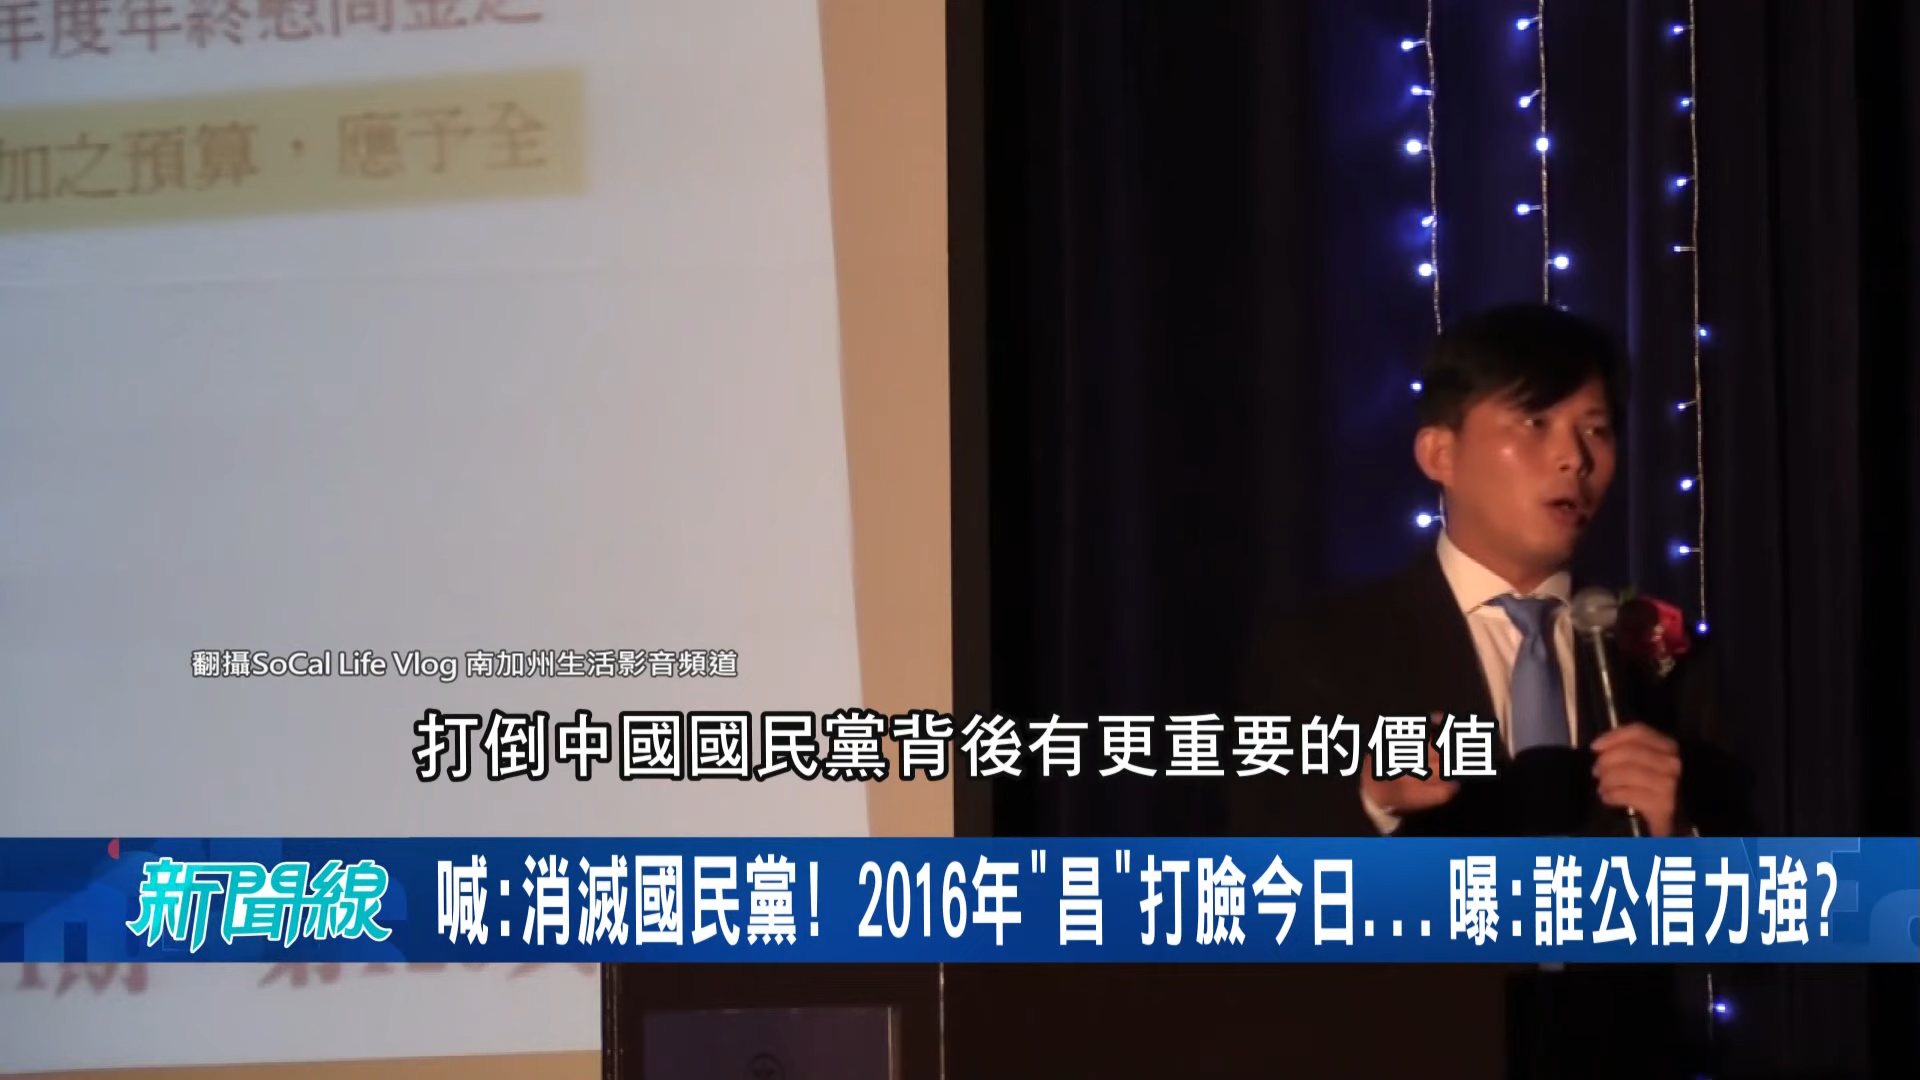 年度年終慰問金之
加之預算，應予全
翻攝SoCal Life Vlog 南加州生活影音頻道
打倒中國國民黨背後有更重要的價值
新聞線
喊:消滅國民黨! 2016年"昌"打臉今日...曝:誰公信力強?